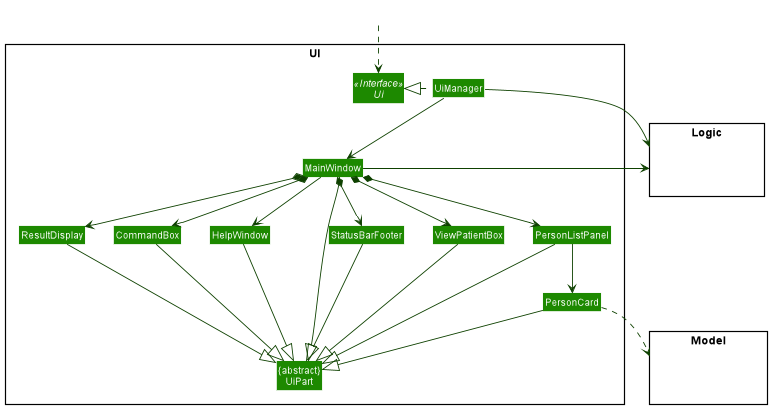 UI
«Interface»
Ui
UiManager
Logic
MainWindow
ResultDisplay
CommandBox
HelpWindow
StatusBarFooter
ViewPatientBox
PersonListPanel
PersonCard
Model
{abstract}
UiPart